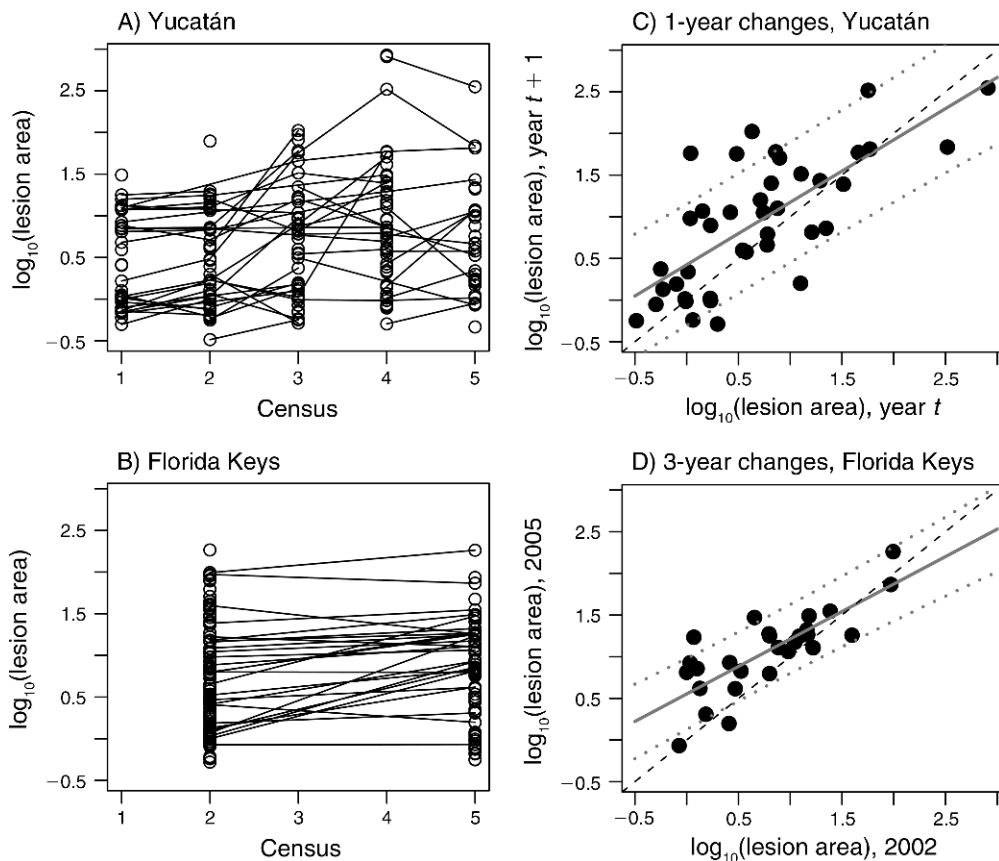 A) Yucatán
log10(lesion area)
2.5
1.5
0.5
−0.5
1 2 3 4 5
Census
C) 1-year changes, Yucatán
log10(lesion area), year t + 1
2.5
1.5
0.5
−0.5
−0.5 0.5 1.5 2.5
log10(lesion area), year t
B) Florida Keys
log10(lesion area)
2.5
1.5
0.5
−0.5
1 2 3 4 5
Census
D) 3-year changes, Florida Keys
log10(lesion area), 2005
2.5
1.5
0.5
−0.5
−0.5 0.5 1.5 2.5
log10(lesion area), 2002